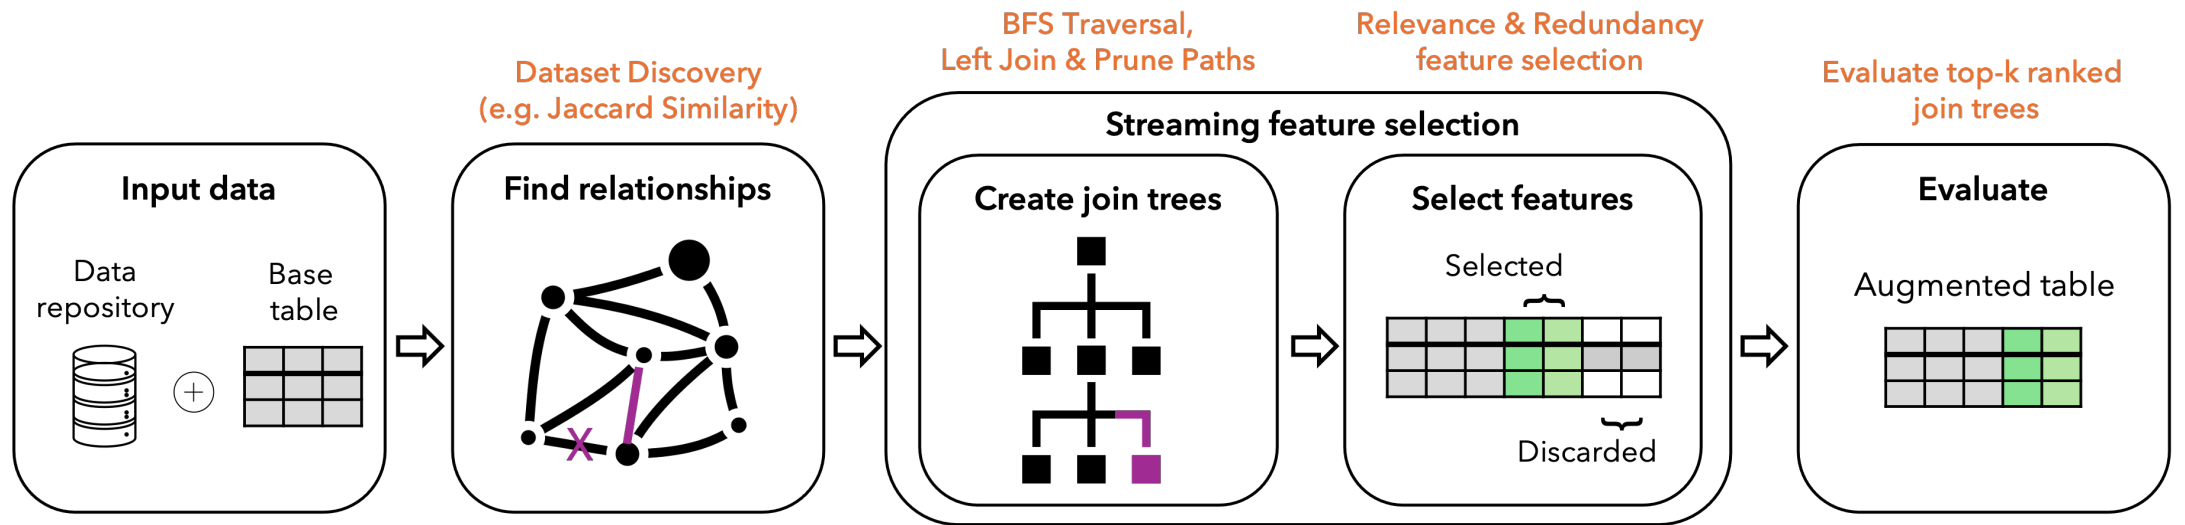 Dataset Discovery
(e.g. Jaccard Similarity)
BFS Traversal,
Left Join & Prune Paths
Relevance & Redundancy
feature selection
Evaluate top-k ranked
join trees
Input data
Data
repository
Base
table
Find relationships
X
Streaming feature selection
Create join trees
Select features
Selected
Discarded
Evaluate
Augmented table